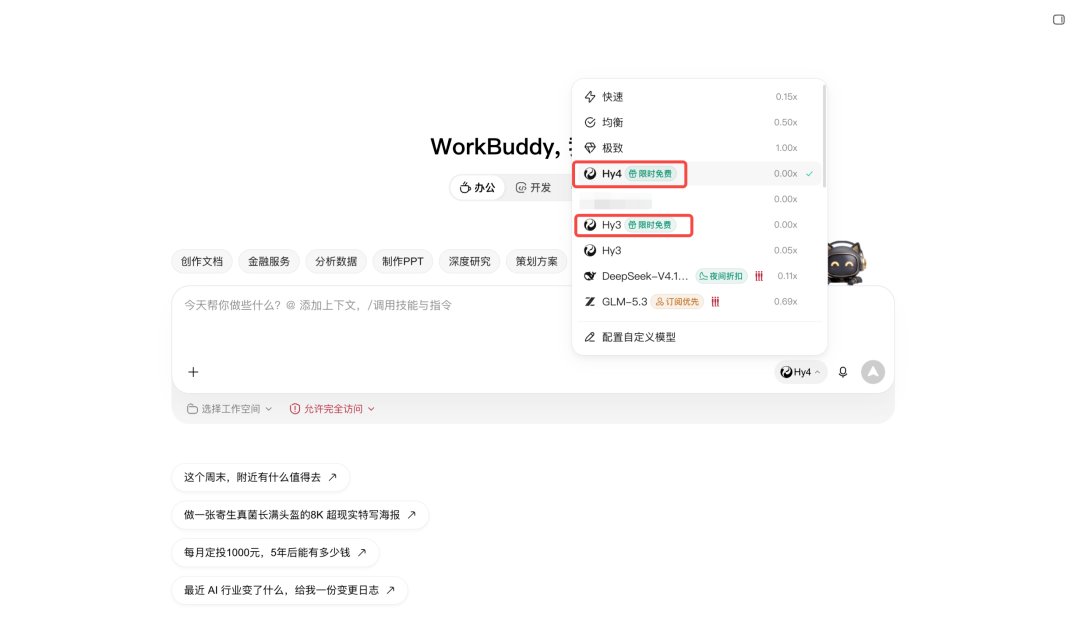 快速 0.15x
均衡 0.50x
极致 1.00x
WorkBuddy,
Hy4 限时免费 0.00x
办公 开发
0.00x
Hy3 限时免费 0.00x
Hy3 0.05x
创作文档 金融服务 分析数据 制作PPT 深度研究 策划方案
DeepSeek-V4.1... 夜间折扣 0.11x
GLM-5.3 订阅优先 0.69x
今天帮你做些什么? @ 添加上下文, /调用技能与指令
配置自定义模型
Hy4
选择工作空间 允许完全访问
这个周末，附近有什么值得去
做一张寄生真菌长满头盔的8K 超现实特写海报
每月定投1000元，5年后能有多少钱
最近 AI 行业变了什么，给我一份变更日志